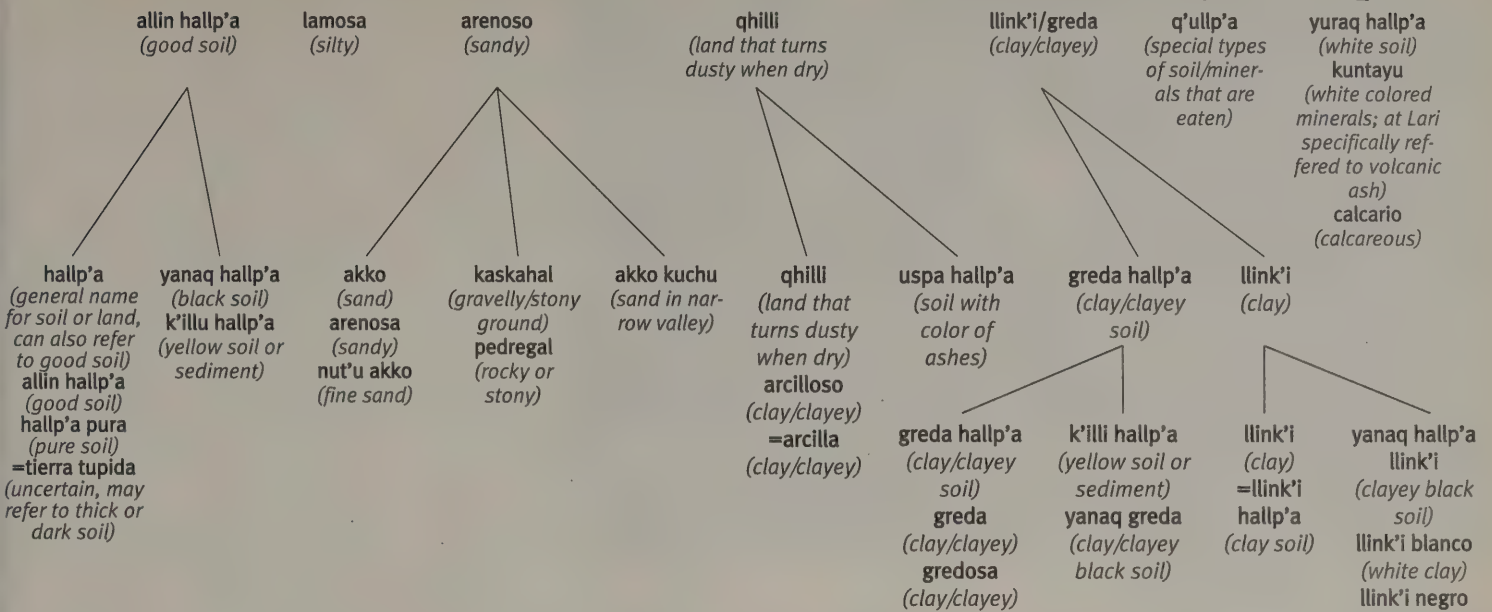 allin hallp'a
(good soil)
lamosa
(silty)
arenoso
(sandy)
qhilli
(land that turns
dusty when dry)
llink'i/greda
(clay/clayey)
q'ullp'a
(special types
of soil/miner-
als that are
eaten)
yuraq hallp'a
(white soil)
kuntayu
(white colored
minerals; at Lari
specifically ref-
fered to volcanic
ash)
calcario
(calcareous)
hallp'a
(general name
for soil or land,
can also refer
to good soil)
allin hallp'a
(good soil)
hallp'a pura
(pure soil)
=tierra tupida
(uncertain, may
refer to thick or
dark soil)
yanaq hallp'a
(black soil)
k'illu hallp'a
(yellow soil or
sediment)
akko
(sand)
arenosa
(sandy)
nut'u akko
(fine sand)
kaskahal
(gravelly/stony
ground)
pedregal
(rocky or
stony)
akko kuchu
(sand in nar-
row valley)
qhilli
(land that
turns dusty
when dry)
arcilloso
(clay/clayey)
=arcilla
(clay/clayey)
uspa hallp'a
(soil with
color of
ashes)
greda hallp'a
(clay/clayey
soil)
llink'i
(clay)
greda hallp'a
(clay/clayey
soil)
greda
(clay/clayey)
gredosa
(clay/clayey)
k'illi hallp'a
(yellow soil or
sediment)
yanaq greda
(clay/clayey
black soil)
llink'i
(clay)
=llink'i
hallp'a
(clay soil)
yanaq hallp'a
llink'i
(clayey black
soil)
llink'i blanco
(white clay)
llink'i negro